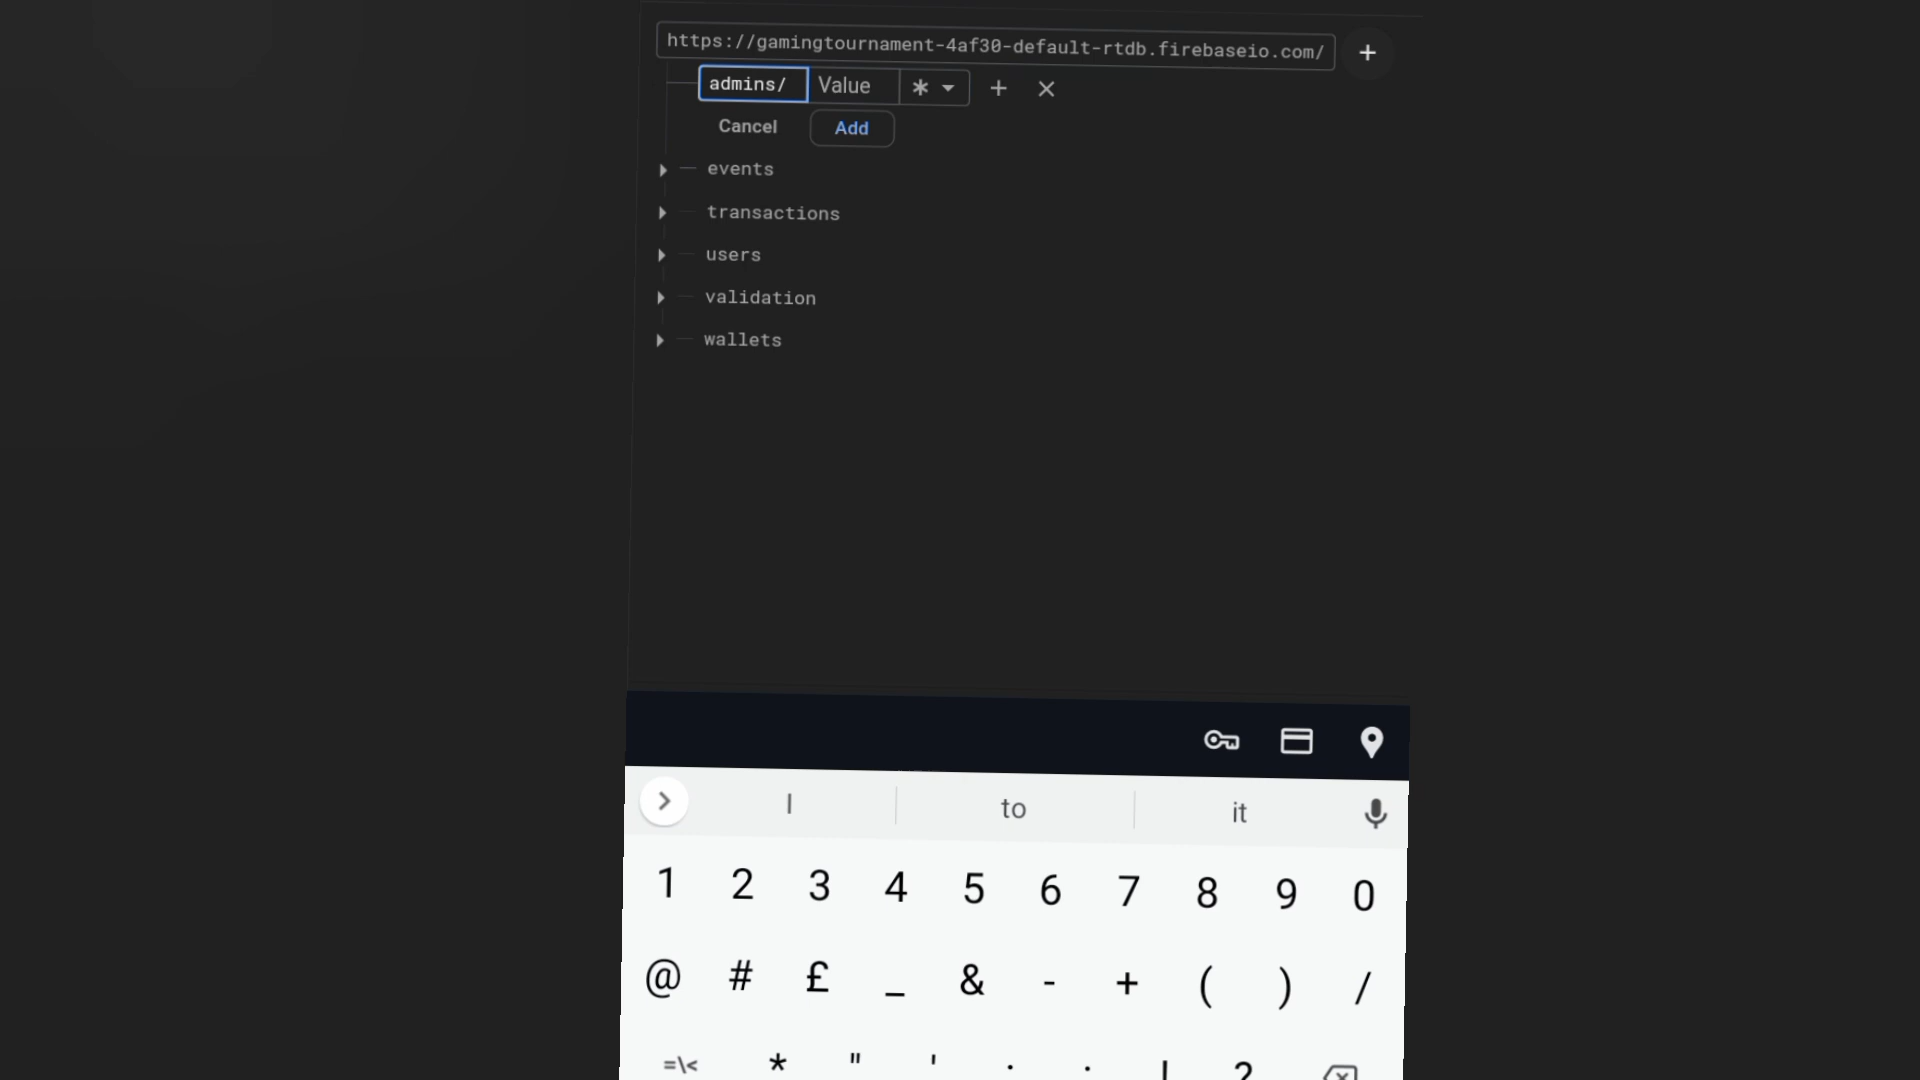 https://gamingtournament-4af30-default-rtdb.firebaseio.com/ +
admins/ Value * + ×
Cancel Add
events
transactions
users
validation
wallets
I to it
1 2 3 4 5 6 7 8 9 0
@ # £ _ & - + ( ) /
=\< * " ' : ; ! ?